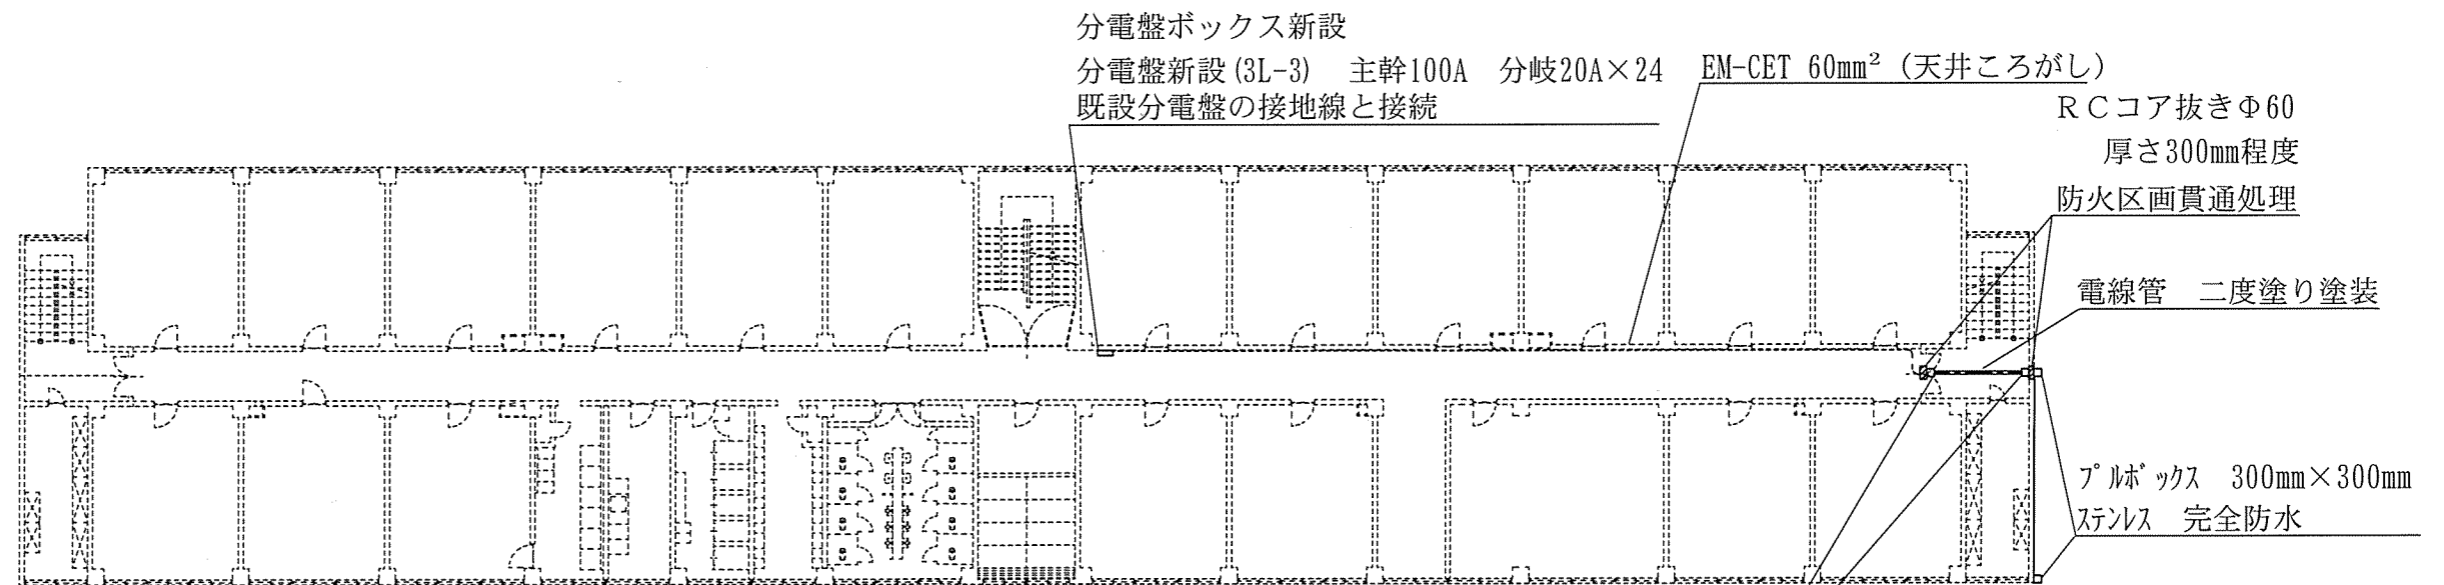 分電盤ボックス新設
分電盤新設(3L-3) 主幹100A 分岐20A×24
既設分電盤の接地線と接続
EM-CET 60mm²（天井ころがし）
ＲＣコア抜きΦ60
厚さ300mm程度
防火区画貫通処理
電線管 二度塗り塗装
ﾌﾟﾙﾎﾞｯｸｽ 300mm×300mm
ｽﾃﾝﾚｽ 完全防水